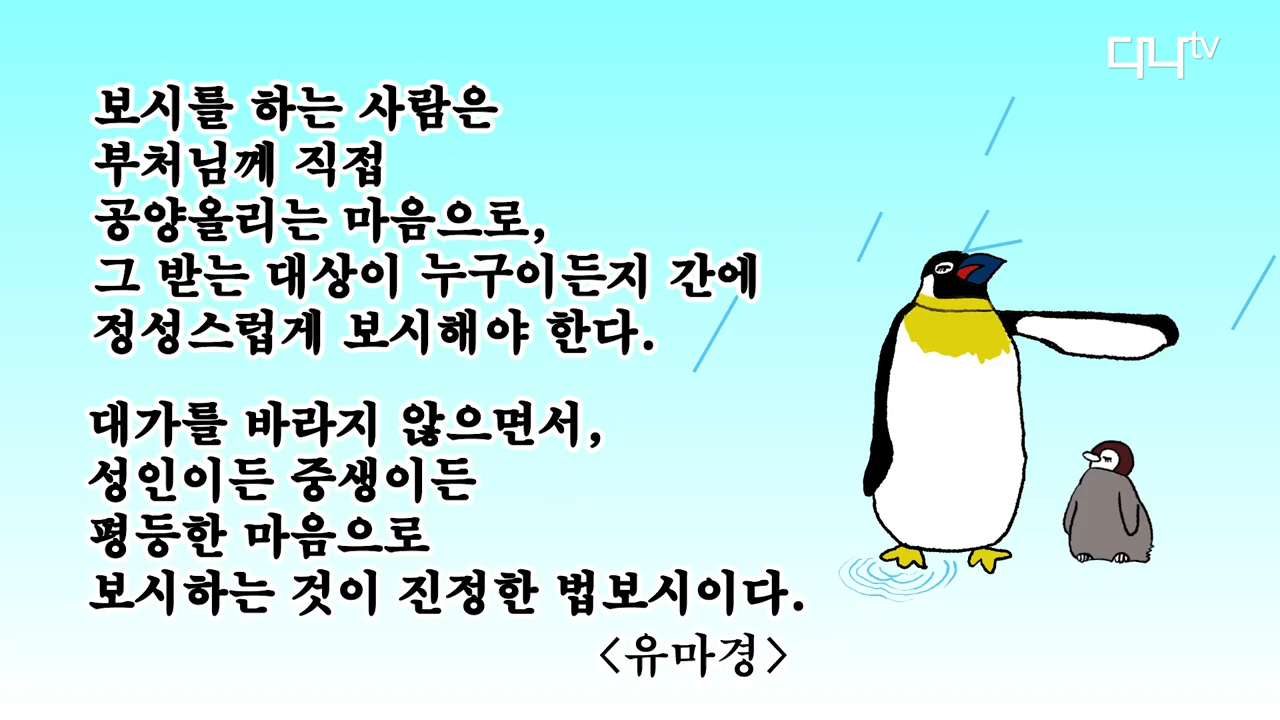 디나tv
보시를 하는 사람은
부처님께 직접
공양올리는 마음으로,
그 받는 대상이 누구이든지 간에
정성스럽게 보시해야 한다.
대가를 바라지 않으면서,
성인이든 중생이든
평등한 마음으로
보시하는 것이 진정한 법보시이다.
<유마경>